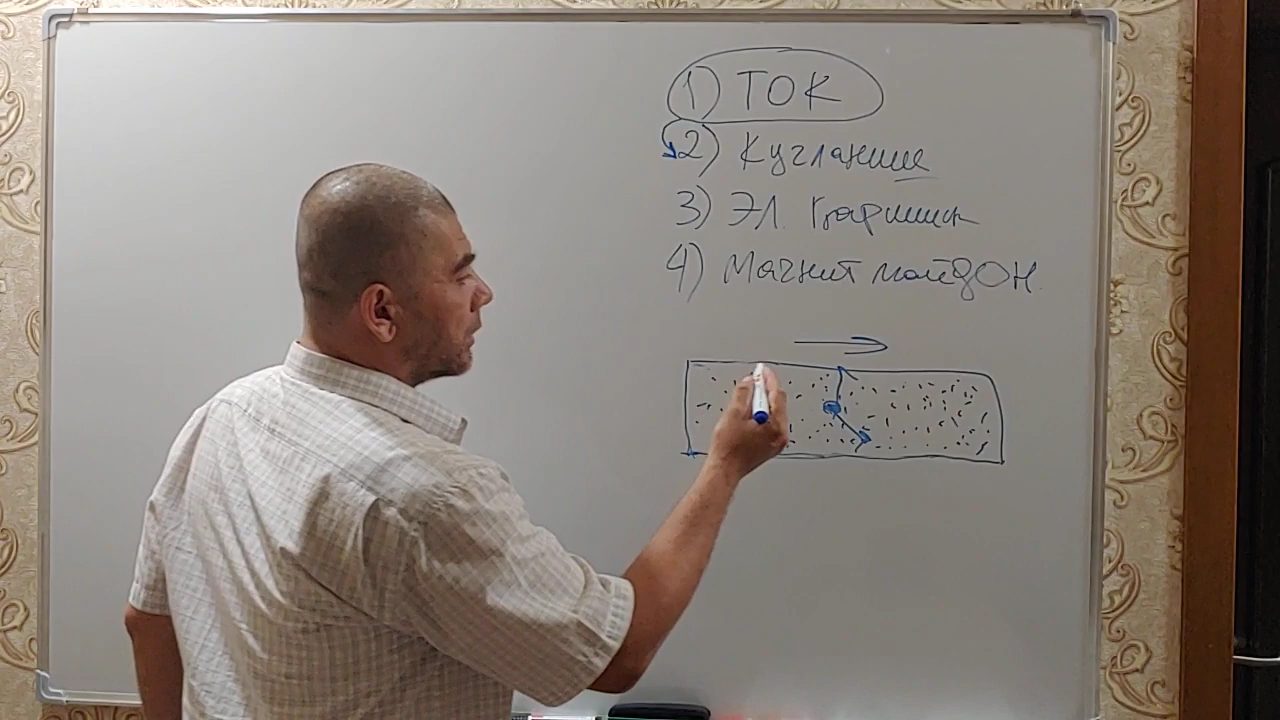 1) ТОК
2) Кучланиш
3) ЭЛ. Қаршилик
4) Магнит майдОн.